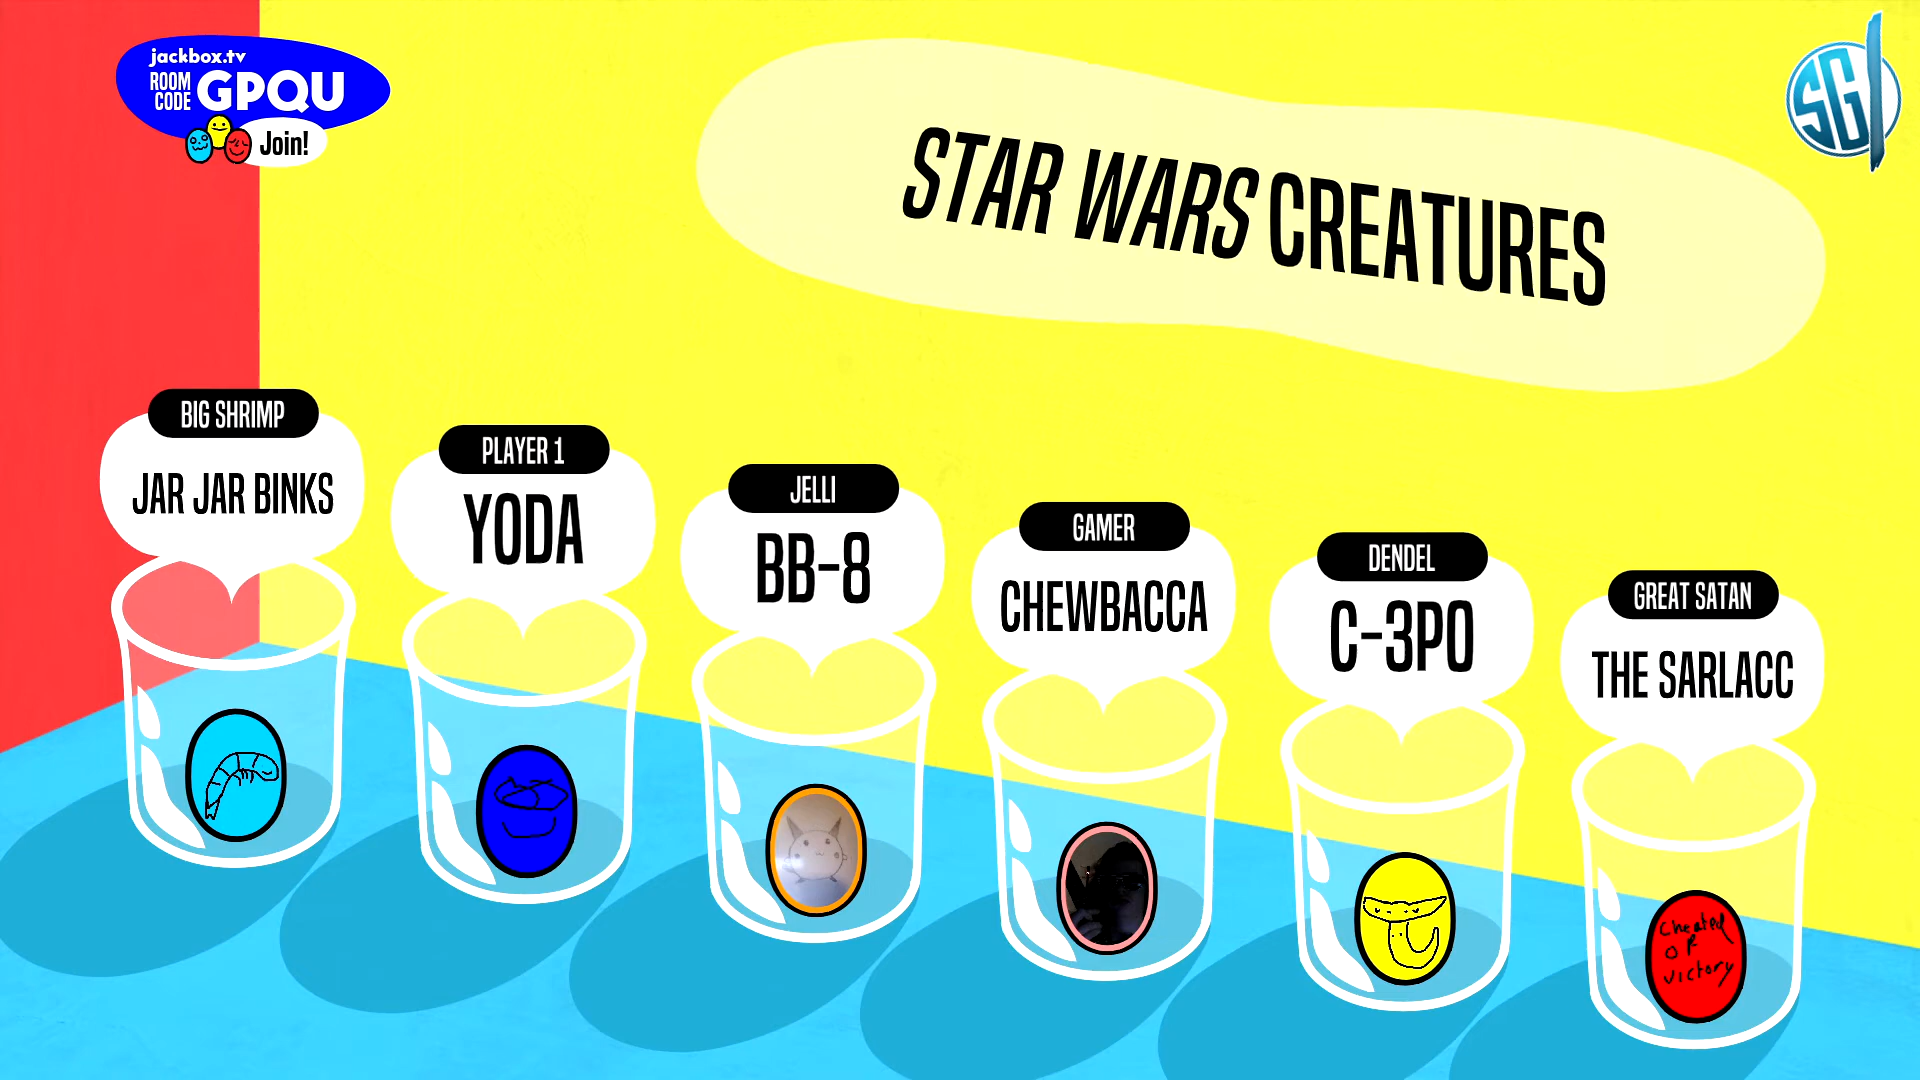 jackbox.tv
ROOM CODE GPQU
Join!
SG
STAR WARS CREATURES
BIG SHRIMP
JAR JAR BINKS
PLAYER 1
YODA
JELLI
BB-8
GAMER
CHEWBACCA
DENDEL
C-3PO
GREAT SATAN
THE SARLACC
Cheated
OF
victory